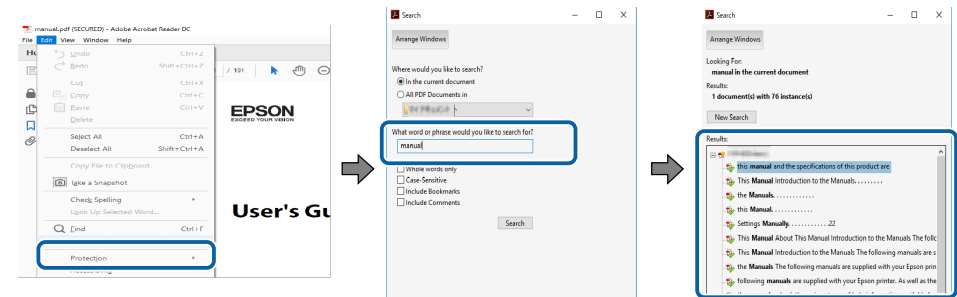 manual.pdf (SECURED) - Adobe Acrobat Reader DC
File Edit View Window Help
Undo Ctrl+Z
Redo Shift+Ctrl+Z
Cut Ctrl+X
Copy Ctrl+C
Paste Ctrl+V
Delete
Select All Ctrl+A
Deselect All Shift+Ctrl+A
Copy File to Clipboard
Take a Snapshot
Check Spelling
Look Up Selected Word...
Find
Protection
/ 191
EPSON
EXCEED YOUR VISION
User's Gu
Search
Arrange Windows
Where would you like to search?
In the current document
All PDF Documents in
What word or phrase would you like to search for?
manual
Whole words only
Case-Sensitive
Include Bookmarks
Include Comments
Search
Search
Arrange Windows
Looking For:
manual in the current document
Results:
1 document(s) with 76 instance(s)
New Search
Results:
this manual and the specifications of this product are
This Manual Introduction to the Manuals. . . . . . . . .
the Manuals. . . . . . . . . . . . .
this Manual. . . . . . . . . . . . .
Settings Manually. . . . . . . . . . . .22
This Manual About This Manual Introduction to the Manuals The follc
This Manual Introduction to the Manuals The following manuals are s
the Manuals The following manuals are supplied with your Epson prin
following manuals are supplied with your Epson printer. As well as the